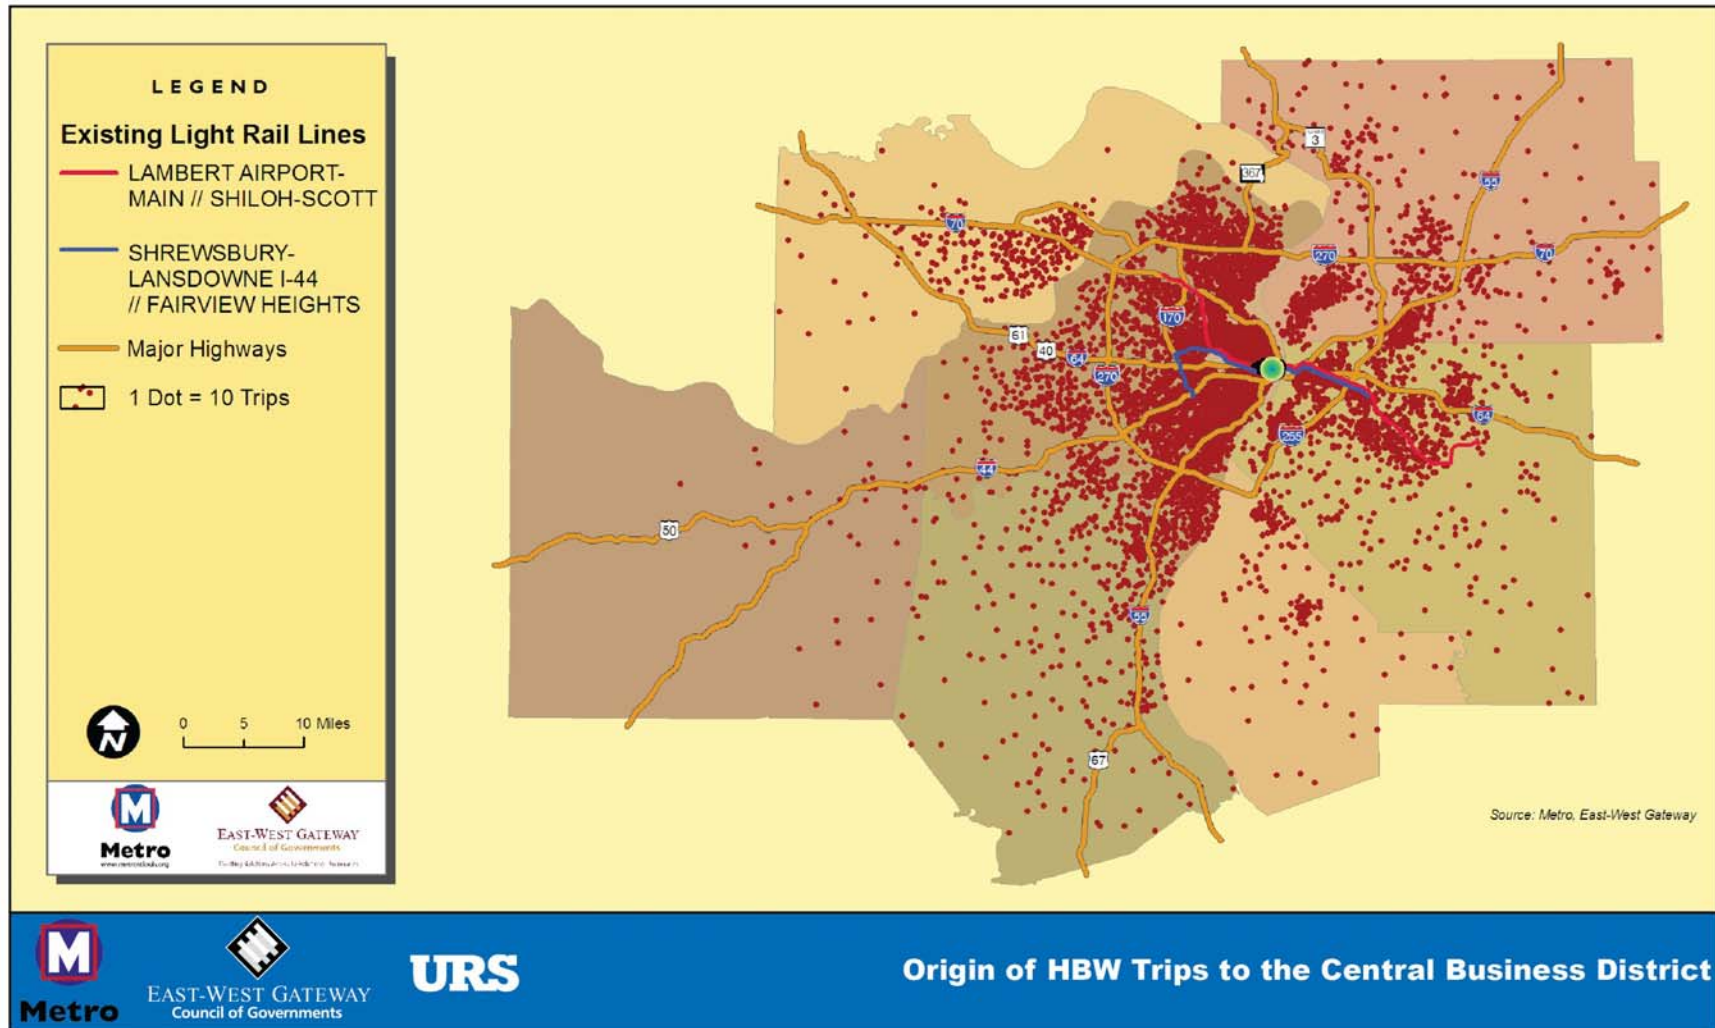 LEGEND
Existing Light Rail Lines
LAMBERT AIRPORT-
MAIN // SHILOH-SCOTT
SHREWSBURY-
LANSDOWNE I-44
// FAIRVIEW HEIGHTS
Major Highways
1 Dot = 10 Trips
N
0 5 10 Miles
M
Metro
www.metrostlouis.org
EAST-WEST GATEWAY
Council of Governments
3
367
55
70
270
70
170
61
40
64
270
64
255
44
50
55
67
Source: Metro, East-West Gateway
M
Metro
EAST-WEST GATEWAY
Council of Governments
URS
Origin of HBW Trips to the Central Business District